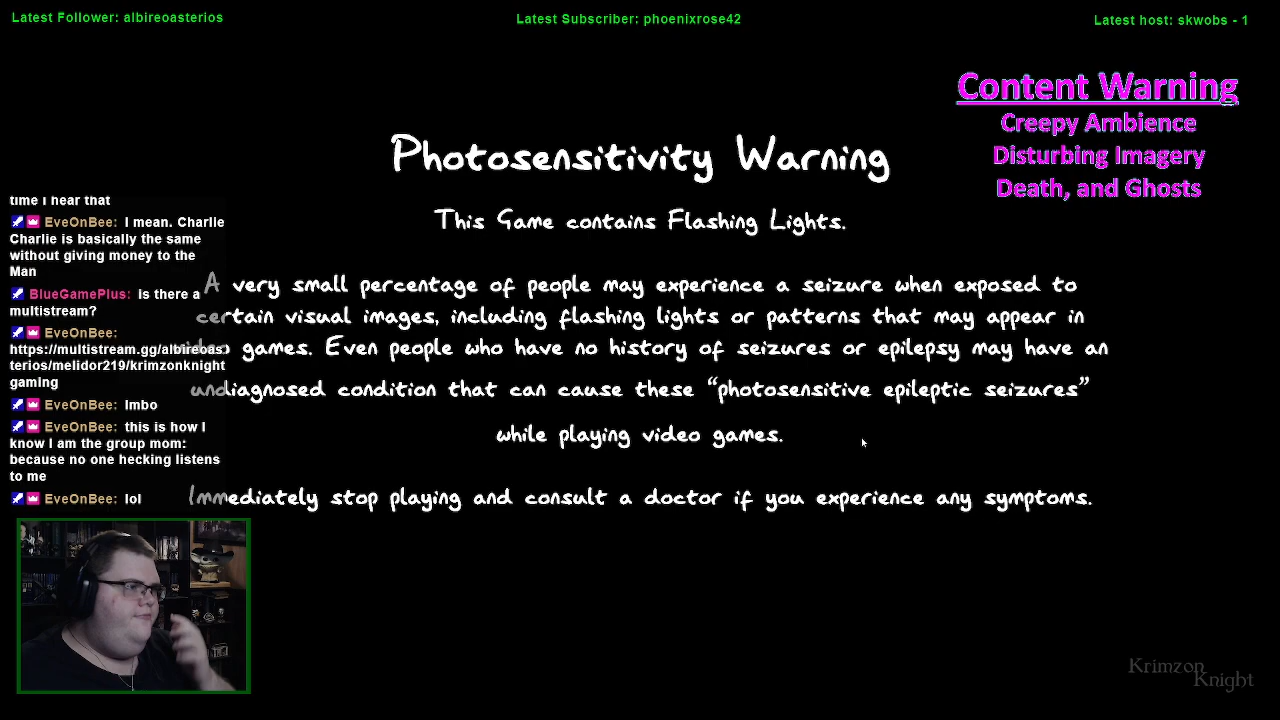 Latest Follower: albireoasterios
Latest Subscriber: phoenixrose42
Latest host: skwobs - 1
Content Warning
Creepy Ambience
Disturbing Imagery
Death, and Ghosts
Photosensitivity Warning
This Game contains Flashing Lights.
A very small percentage of people may experience a seizure when exposed to
certain visual images, including flashing lights or patterns that may appear in
video games. Even people who have no history of seizures or epilepsy may have an
undiagnosed condition that can cause these “photosensitive epileptic seizures”
while playing video games.
Immediately stop playing and consult a doctor if you experience any symptoms.
time I hear that
EveOnBee: I mean. Charlie
Charlie is basically the same
without giving money to the
Man
BlueGamePlus: is there a
multistream?
EveOnBee:
https://multistream.gg/albireoas
terios/melidor219/krimzonknight
gaming
EveOnBee: lmbo
EveOnBee: this is how I
know I am the group mom:
because no one hecking listens
to me
EveOnBee: lol
Krimzon
Knight